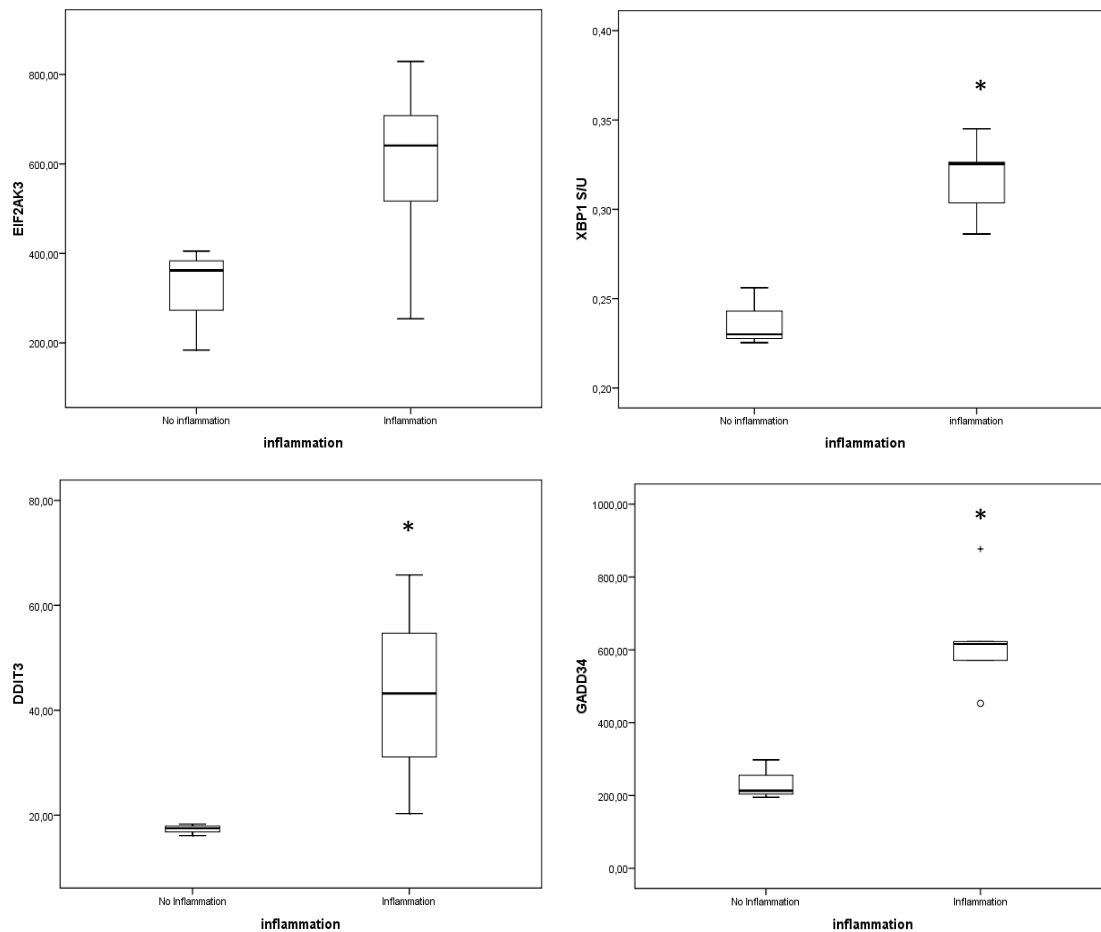 EIF2AK3
800,00
600,00
400,00
200,00
No inflammation
Inflammation
inflammation
XBP1 S/U
0,40
0,35
0,30
0,25
0,20
*
No inflammation
inflammation
inflammation
DDIT3
80,00
60,00
40,00
20,00
*
No Inflammation
Inflammation
inflammation
GADD34
1000,00
800,00
600,00
400,00
200,00
0,00
*
No Inflammation
Inflammation
inflammation